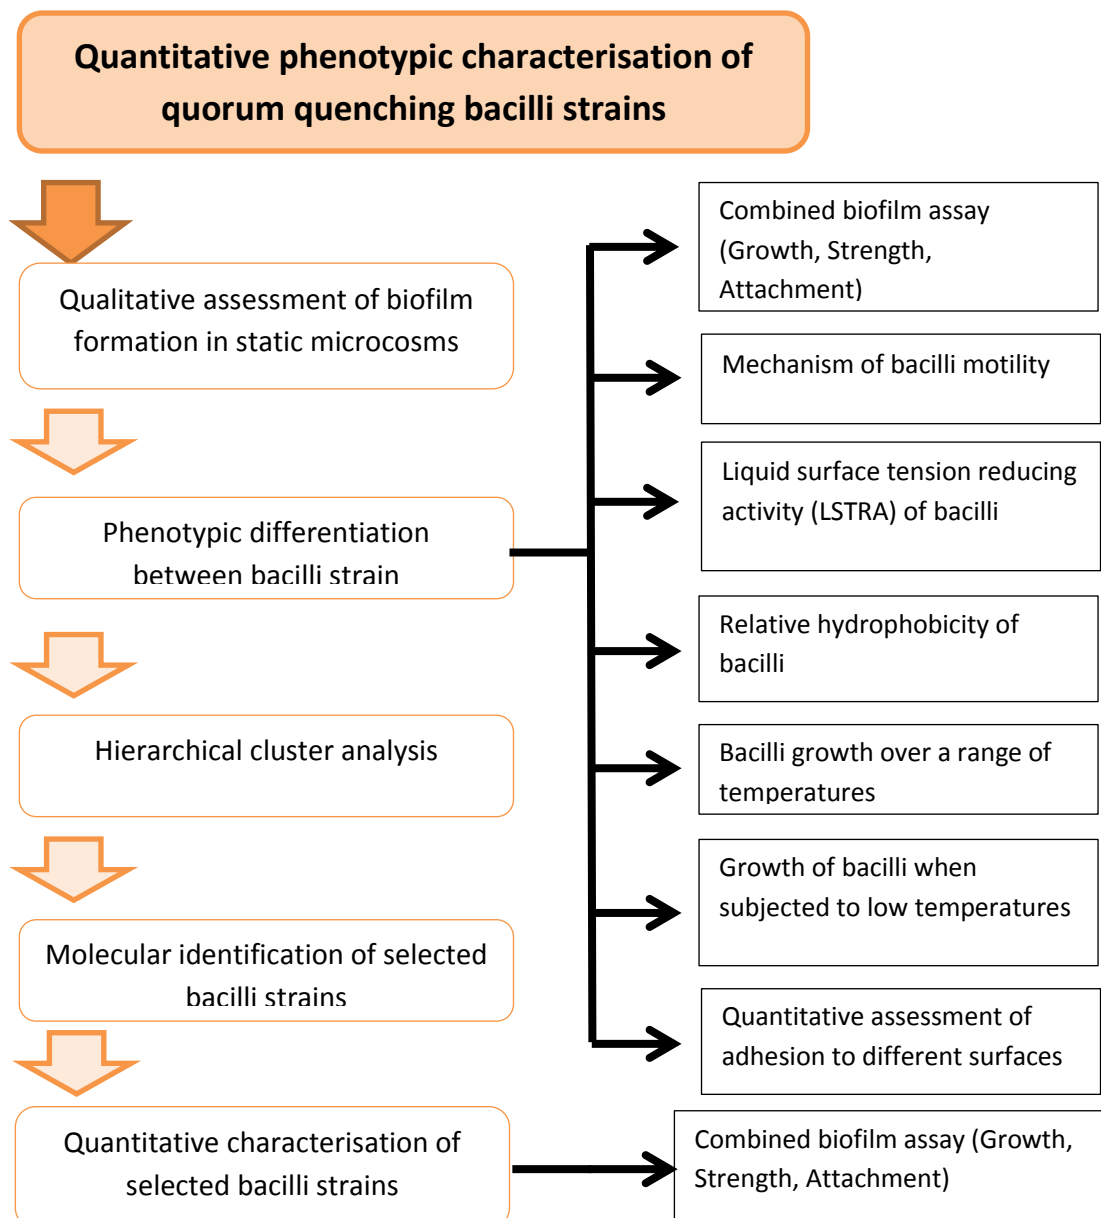 Quantitative phenotypic characterisation of
quorum quenching bacilli strains
Qualitative assessment of biofilm
formation in static microcosms
Phenotypic differentiation
between bacilli strain
Hierarchical cluster analysis
Molecular identification of selected
bacilli strains
Quantitative characterisation of
selected bacilli strains
Combined biofilm assay
(Growth, Strength,
Attachment)
Mechanism of bacilli motility
Liquid surface tension reducing
activity (LSTRA) of bacilli
Relative hydrophobicity of
bacilli
Bacilli growth over a range of
temperatures
Growth of bacilli when
subjected to low temperatures
Quantitative assessment of
adhesion to different surfaces
Combined biofilm assay (Growth,
Strength, Attachment)